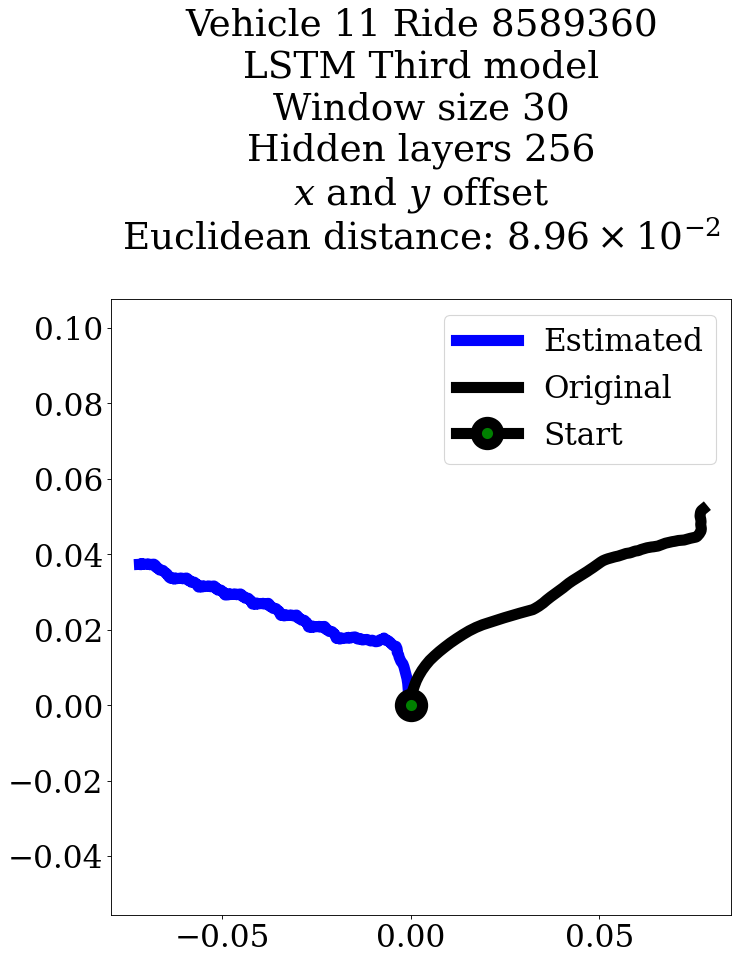 Vehicle 11 Ride 8589360
LSTM Third model
Window size 30
Hidden layers 256
x and y offset
Euclidean distance: 8.96 × 10⁻²
Estimated
Original
Start
0.10
0.08
0.06
0.04
0.02
0.00
−0.02
−0.04
−0.05 0.00 0.05